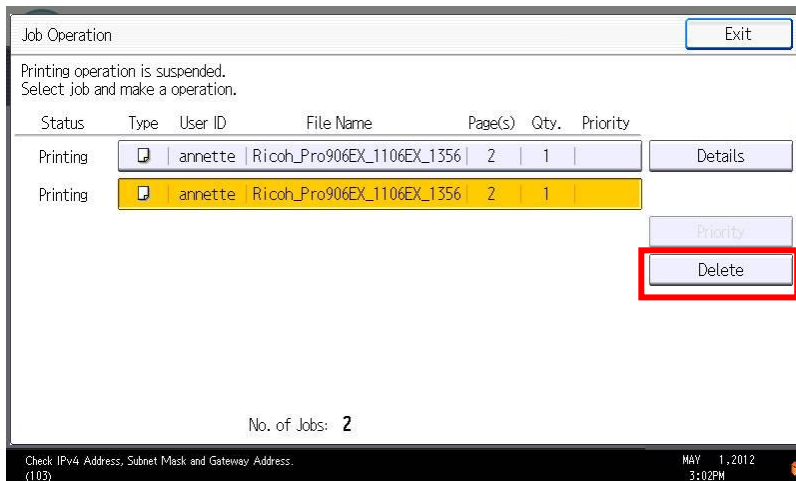 Job Operation
Exit
Printing operation is suspended.
Select job and make a operation.
Status Type User ID File Name Page(s) Qty. Priority
Printing annette Ricoh_Pro906EX_1106EX_1356 2 1 Details
Printing annette Ricoh_Pro906EX_1106EX_1356 2 1
Priority
Delete
No. of Jobs: 2
Check IPv4 Address, Subnet Mask and Gateway Address. MAY 1,2012
(103) 3:02PM